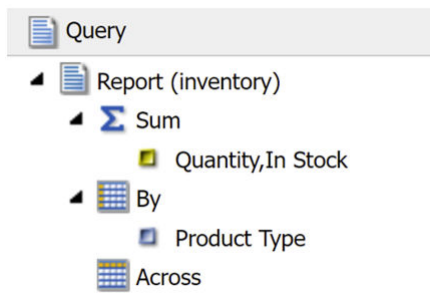 Query
Report (inventory)
Sum
Quantity,In Stock
By
Product Type
Across